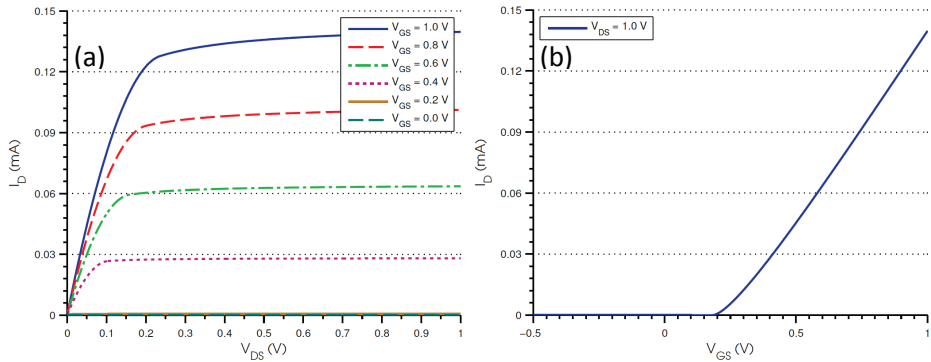 (a)
I_D (mA)
0.15
0.12
0.09
0.06
0.03
0
0 0.1 0.2 0.3 0.4 0.5 0.6 0.7 0.8 0.9 1
V_DS (V)
V_GS = 1.0 V
V_GS = 0.8 V
V_GS = 0.6 V
V_GS = 0.4 V
V_GS = 0.2 V
V_GS = 0.0 V
(b)
V_DS = 1.0 V
I_D (mA)
0.15
0.12
0.09
0.06
0.03
0
-0.5 0 0.5 1
V_GS (V)